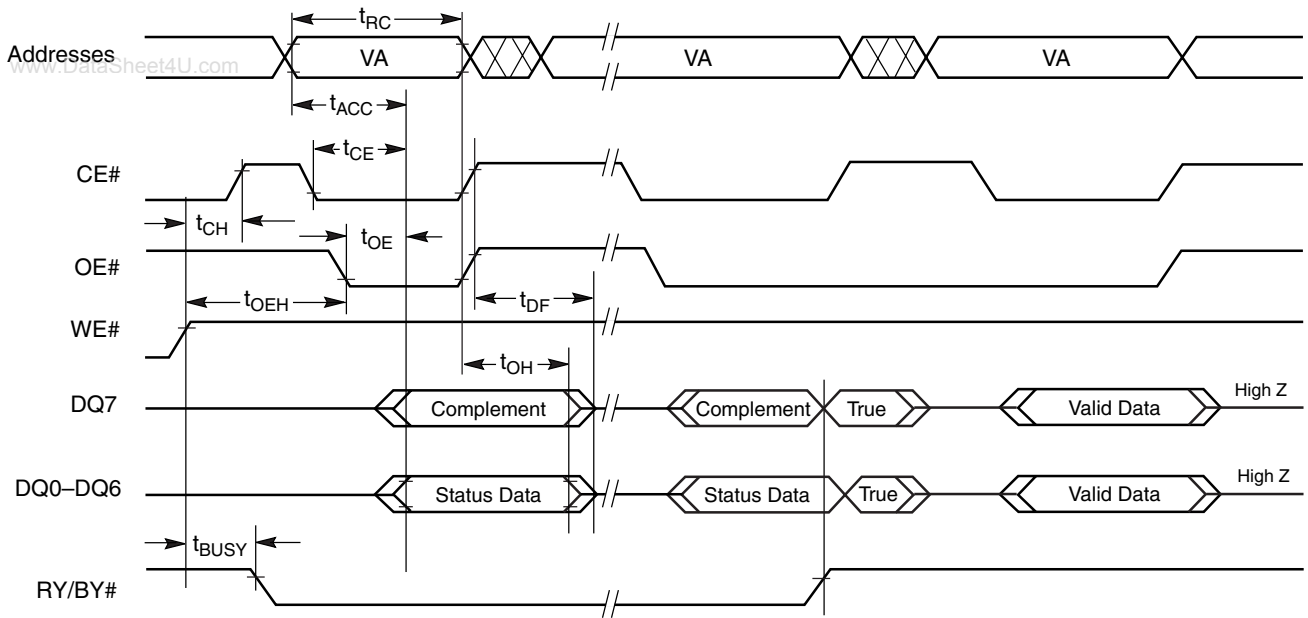 tRC
Addresses VA VA VA
www.DataSheet4U.com
tACC
tCE
CE#
tCH
tOE
OE#
tOEH tDF
WE#
tOH
DQ7 Complement Complement True Valid Data High Z
DQ0–DQ6 Status Data Status Data True Valid Data High Z
tBUSY
RY/BY#